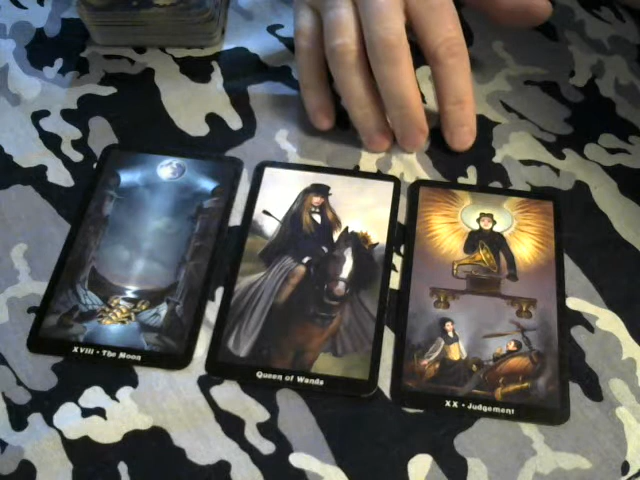 XVIII • The Moon
Queen of Wands
XX • Judgement